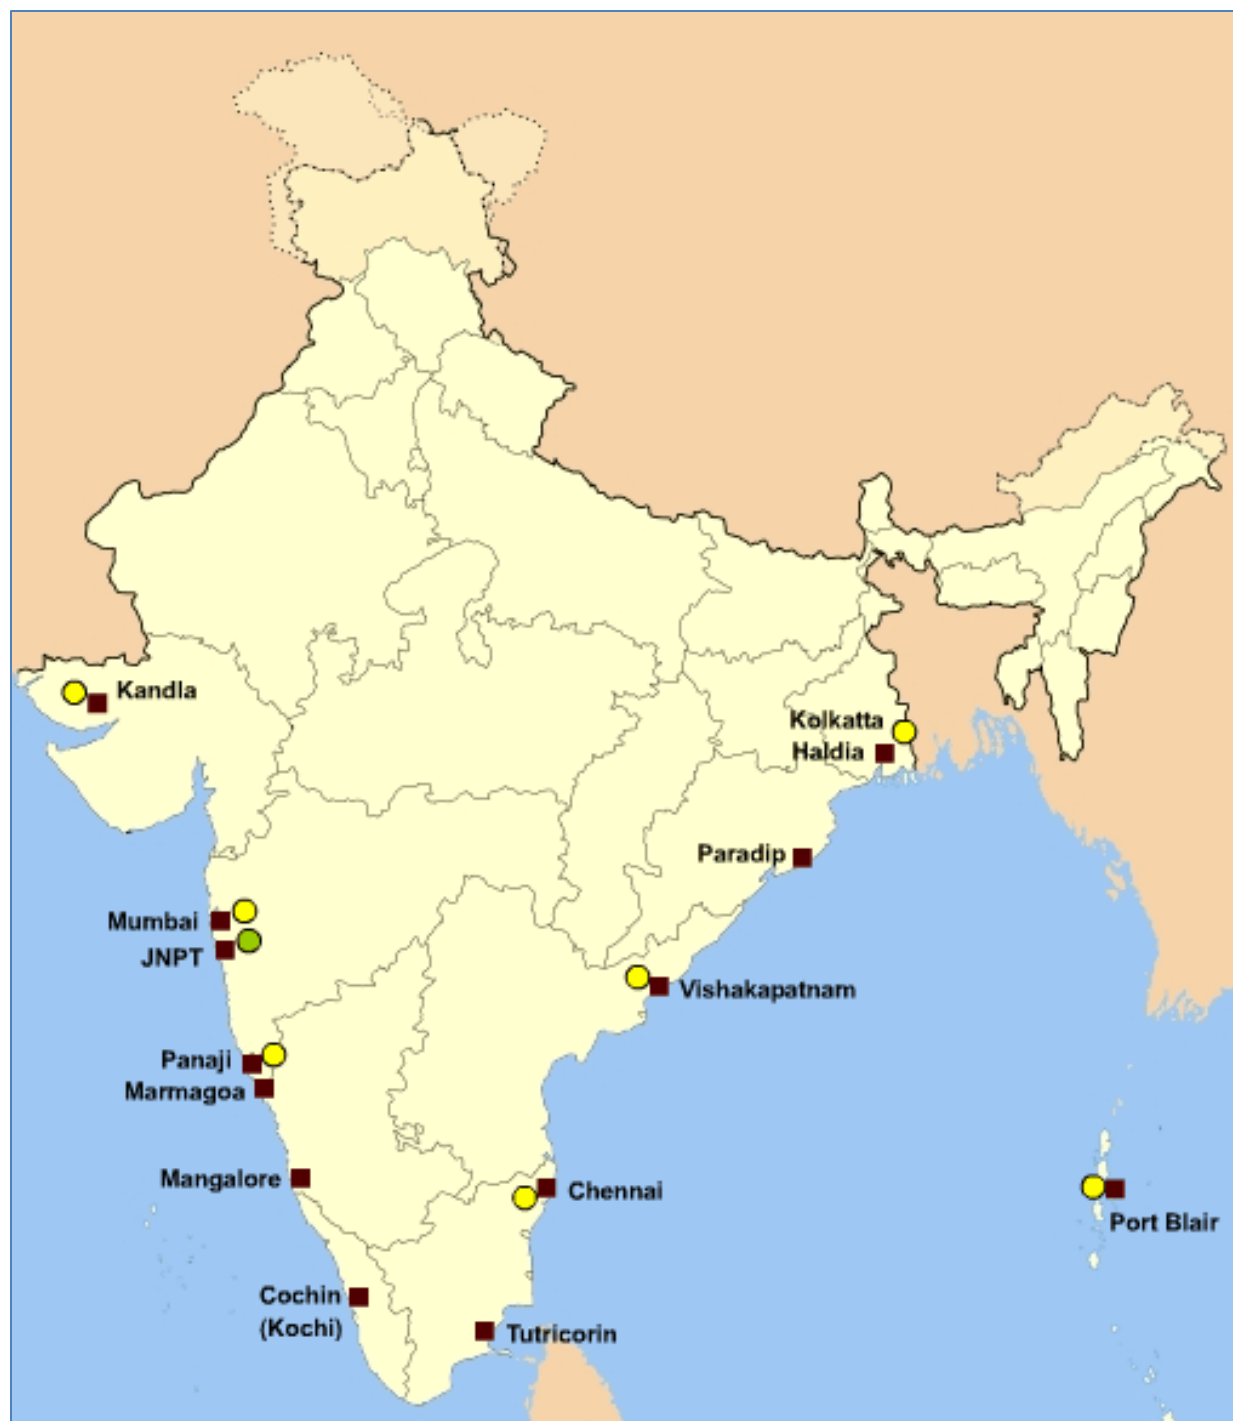 Kandla
Kolkatta
Haldia
Paradip
Mumbai
JNPT
Vishakapatnam
Panaji
Marmagoa
Mangalore
Chennai
Port Blair
Cochin
(Kochi)
Tutricorin